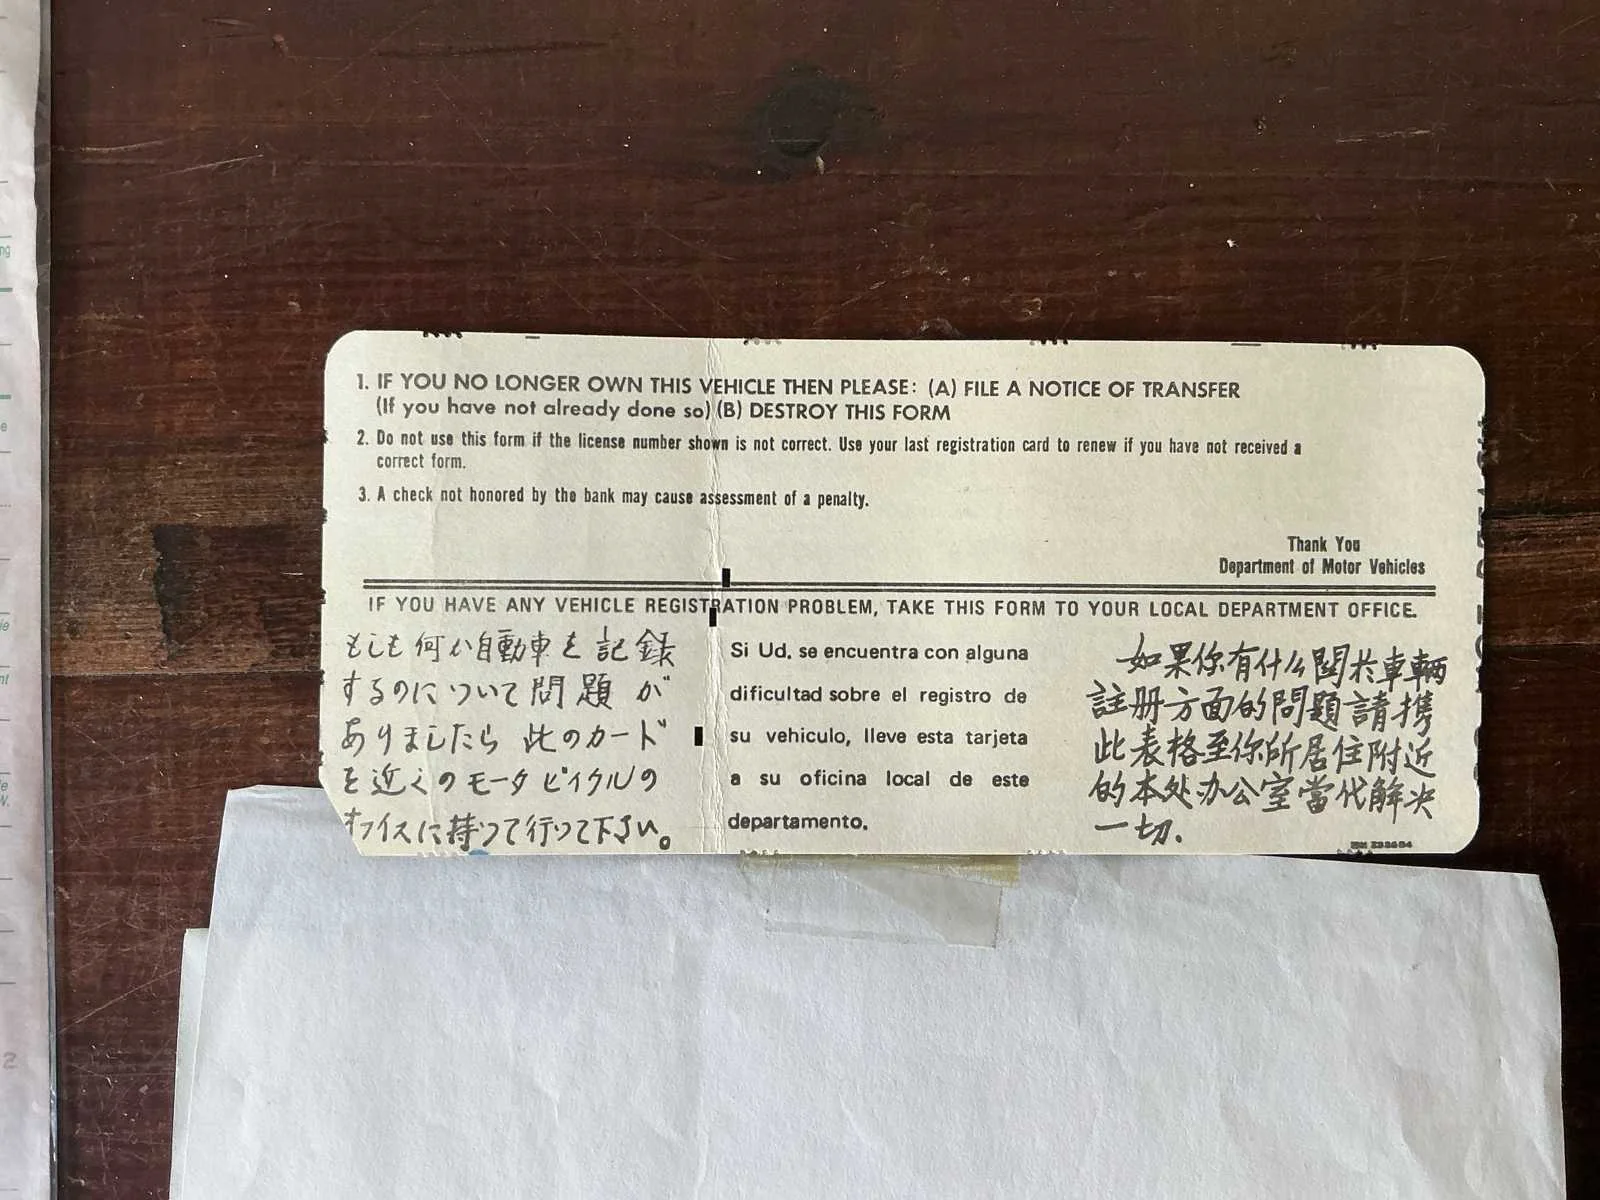 1. IF YOU NO LONGER OWN THIS VEHICLE THEN PLEASE: (A) FILE A NOTICE OF TRANSFER
(If you have not already done so) (B) DESTROY THIS FORM
2. Do not use this form if the license number shown is not correct. Use your last registration card to renew if you have not received a
correct form.
3. A check not honored by the bank may cause assessment of a penalty.
Thank You
Department of Motor Vehicles
IF YOU HAVE ANY VEHICLE REGISTRATION PROBLEM, TAKE THIS FORM TO YOUR LOCAL DEPARTMENT OFFICE.
もしも何か自動車を記録
するのについて問題が
ありましたら此のカード
を近くのモータビイクルの
オフイスに持つて行つて下さい。
Si Ud. se encuentra con alguna
dificultad sobre el registro de
su vehiculo, lleve esta tarjeta
a su oficina local de este
departamento.
如果你有什么関於車輛
註册方面的問題請携
此表格至你所居住附近
的本处办公室當代解决
一切.